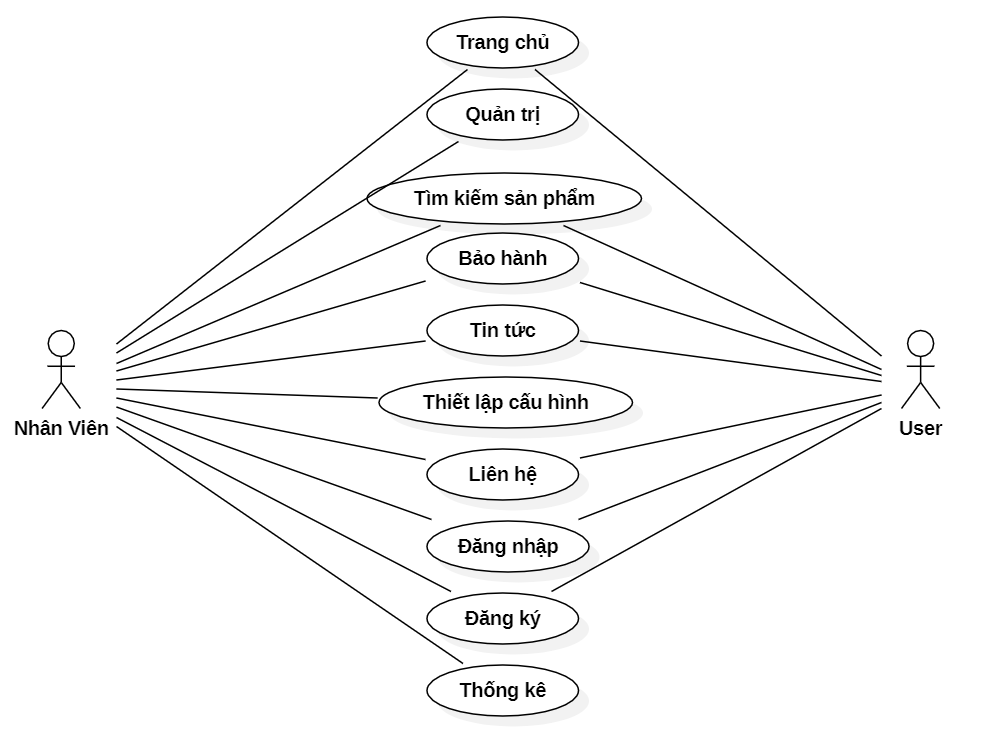 Trang chủ
Quản trị
Tìm kiếm sản phẩm
Bảo hành
Tin tức
Thiết lập cấu hình
Nhân Viên
User
Liên hệ
Đăng nhập
Đăng ký
Thống kê